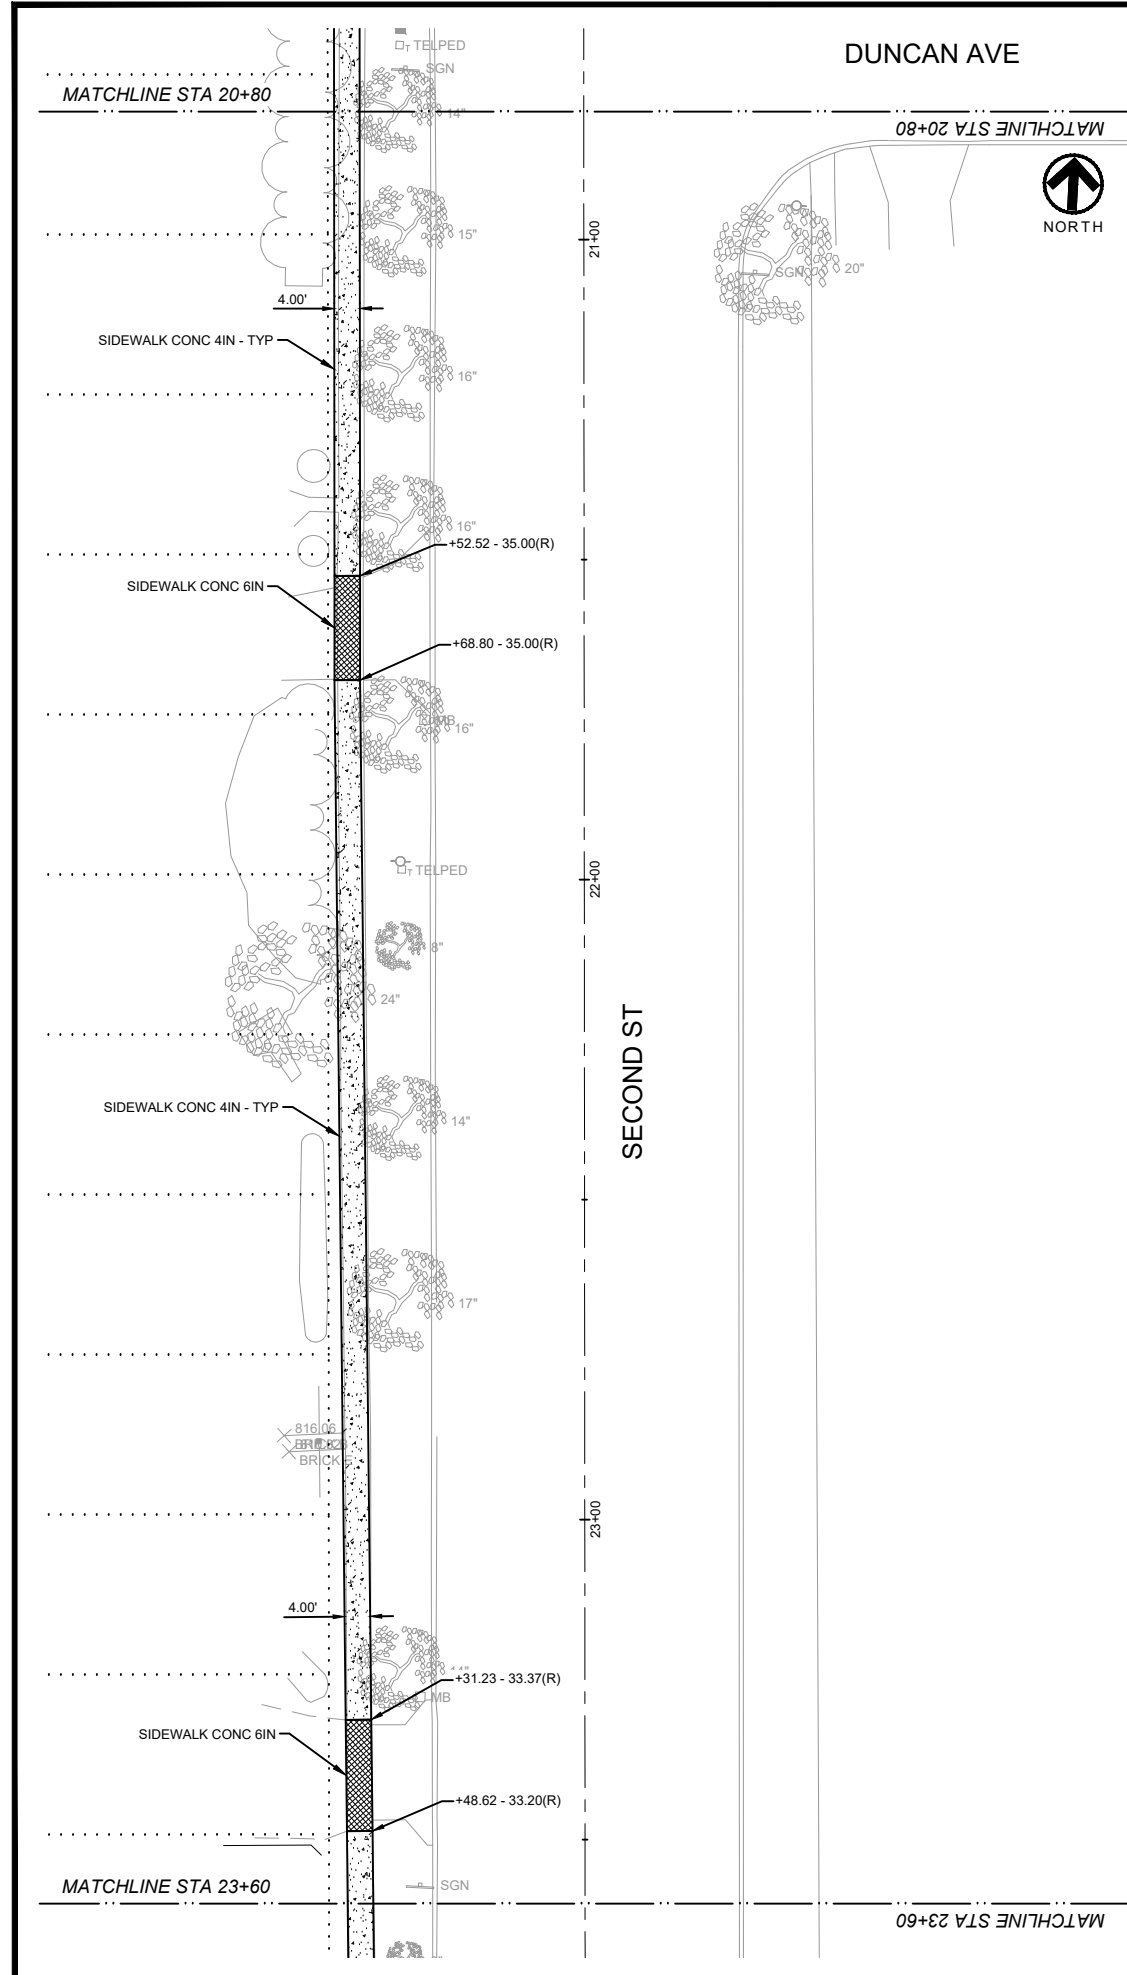 TELPED
DUNCAN AVE
SGN
MATCHLINE STA 20+80
14"
MATCHLINE STA 20+80
NORTH
15"
21+00
SGN
20"
4.00'
SIDEWALK CONC 4IN - TYP
16"
16"
+52.52 - 35.00(R)
SIDEWALK CONC 6IN
+68.80 - 35.00(R)
MB
16"
T TELPED
22+00
8"
24"
SECOND ST
SIDEWALK CONC 4IN - TYP
14"
17"
816.06
BRICK
23+00
4.00'
+31.23 - 33.37(R)
MB
SIDEWALK CONC 6IN
+48.62 - 33.20(R)
MATCHLINE STA 23+60
SGN
MATCHLINE STA 23+60